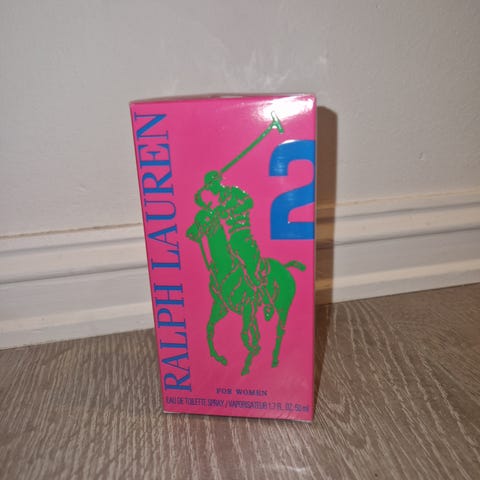 RALPH LAUREN
2
FOR WOMEN
EAU DE TOILETTE SPRAY / VAPORISATEUR 1.7 FL. OZ. 50 ml